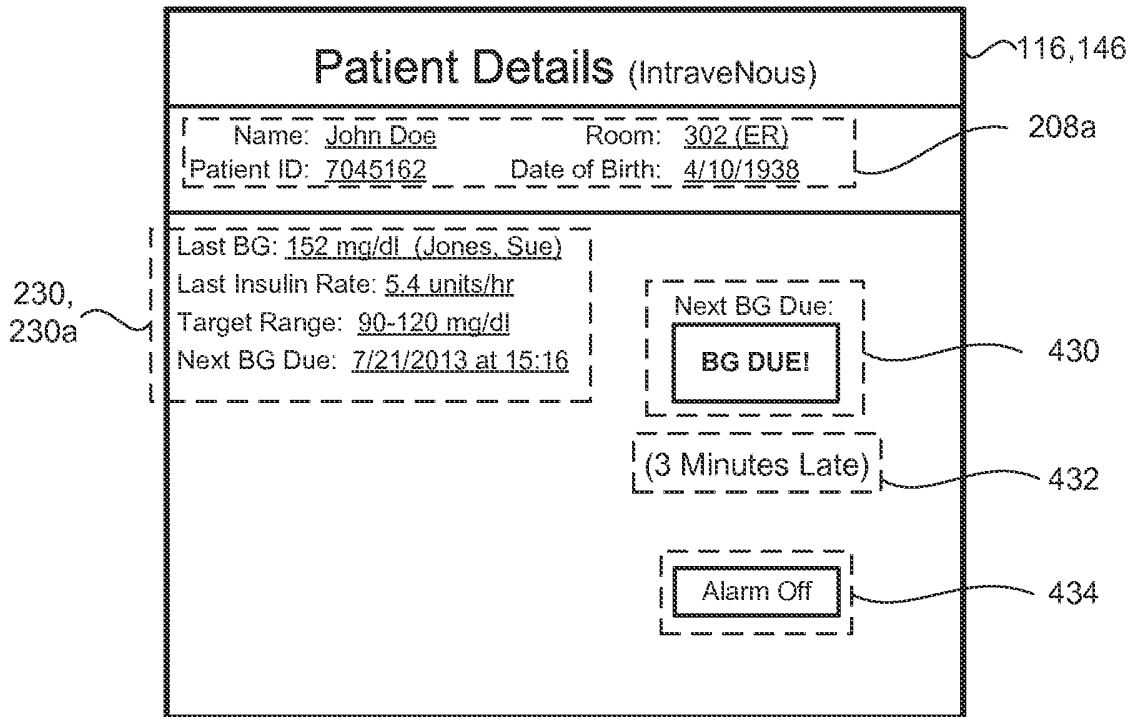 Patient Details (IntraveNous)
116,146
Name: John Doe Room: 302 (ER)
208a
Patient ID: 7045162 Date of Birth: 4/10/1938
Last BG: 152 mg/dl (Jones, Sue)
Last Insulin Rate: 5.4 units/hr
Target Range: 90-120 mg/dl
Next BG Due: 7/21/2013 at 15:16
230,
230a
Next BG Due:
BG DUE!
430
(3 Minutes Late)
432
Alarm Off
434